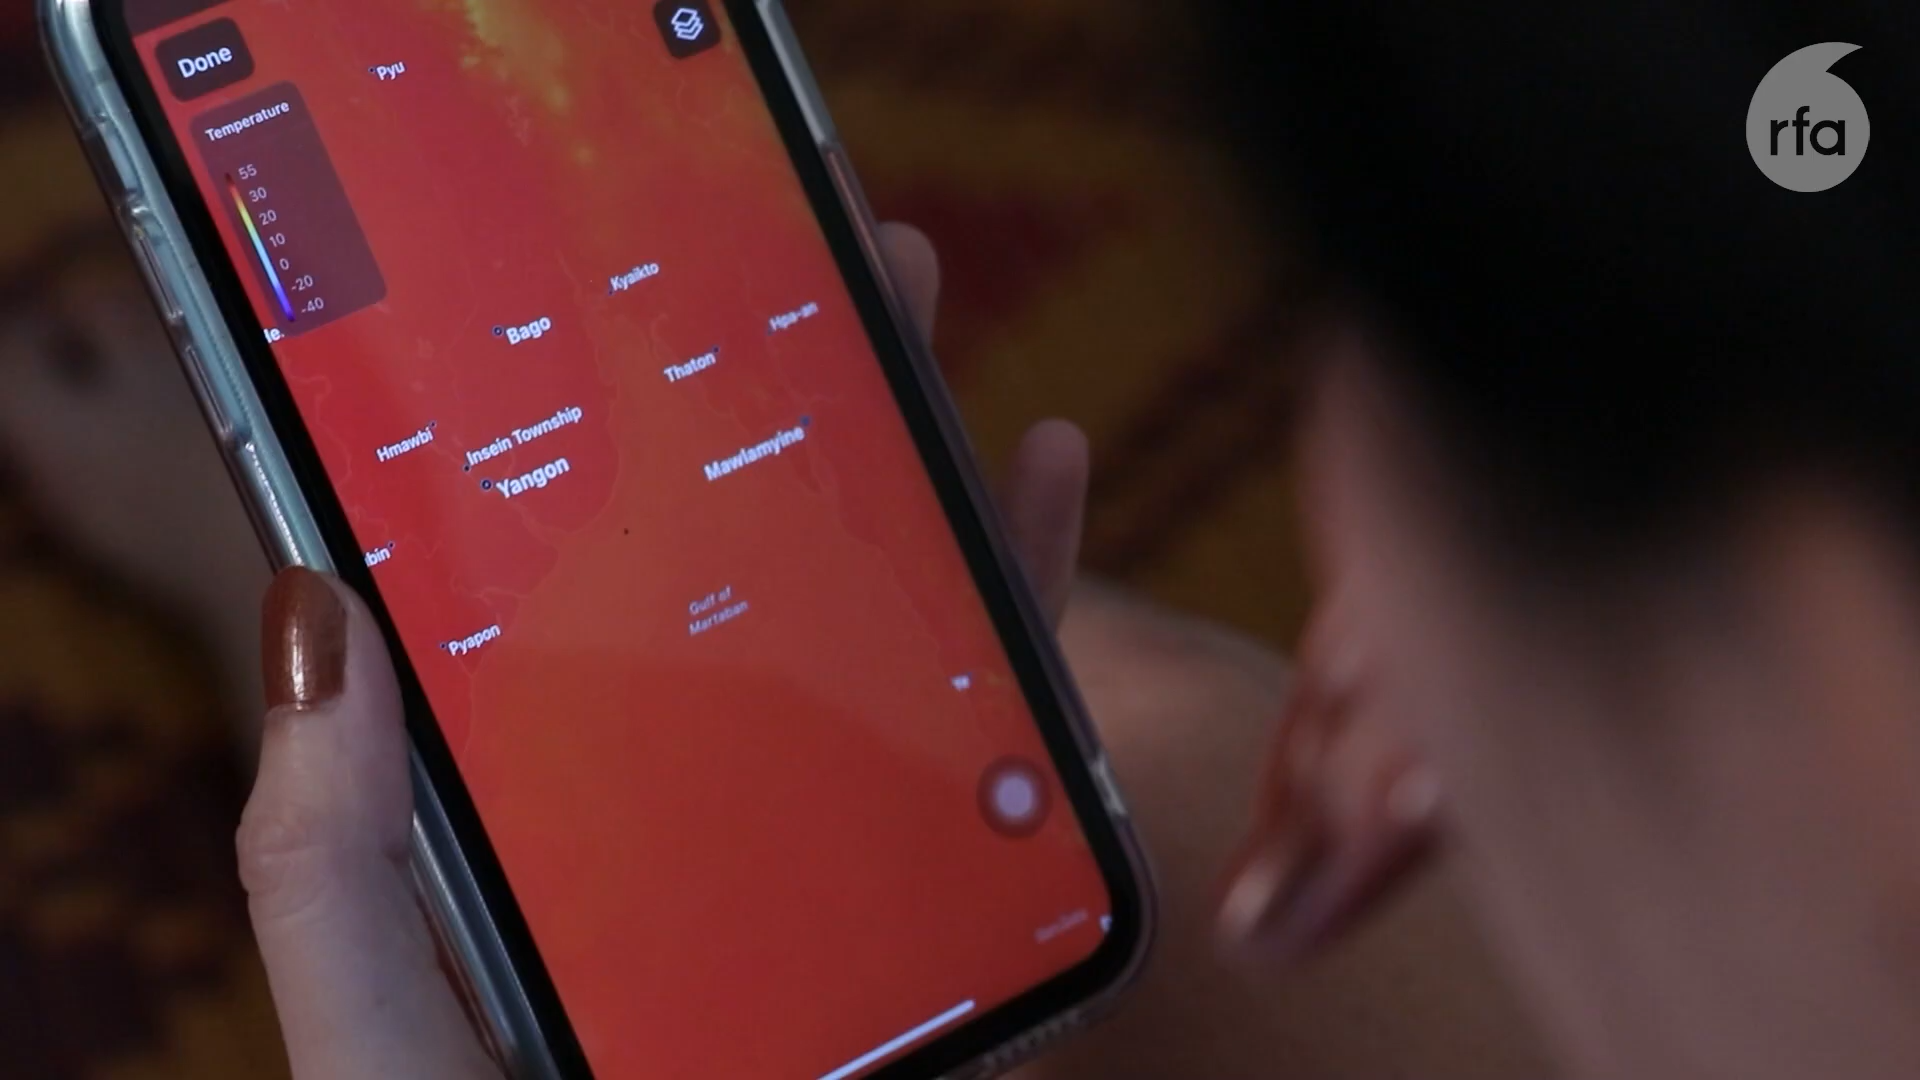 Done
Pyu
Temperature
55
30
20
10
0
-20
-40
Kyaikto
Bago
Hpa-an
Thaton
Hmawbi
Insein Township
Yangon
Mawlamyine
Gulf of
Martaban
Pyapon
rfa